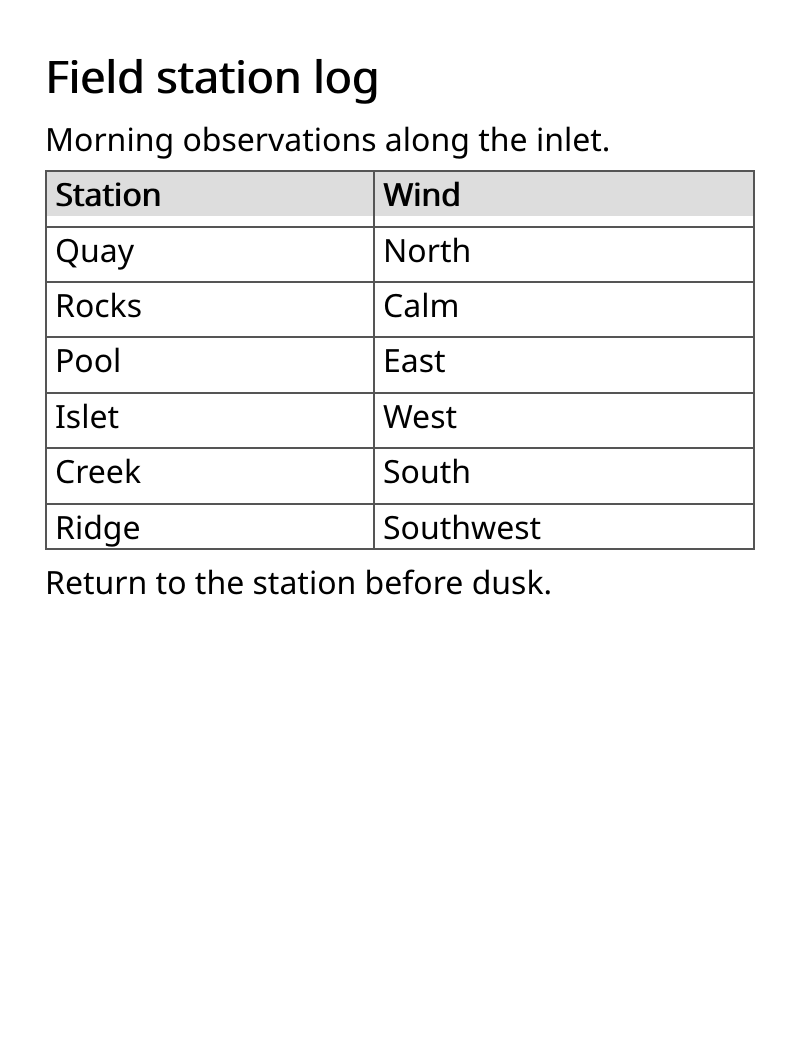 Field station log
Morning observations along the inlet.
Station Wind
Quay North
Rocks Calm
Pool East
Islet West
Creek South
Ridge Southwest
Return to the station before dusk.